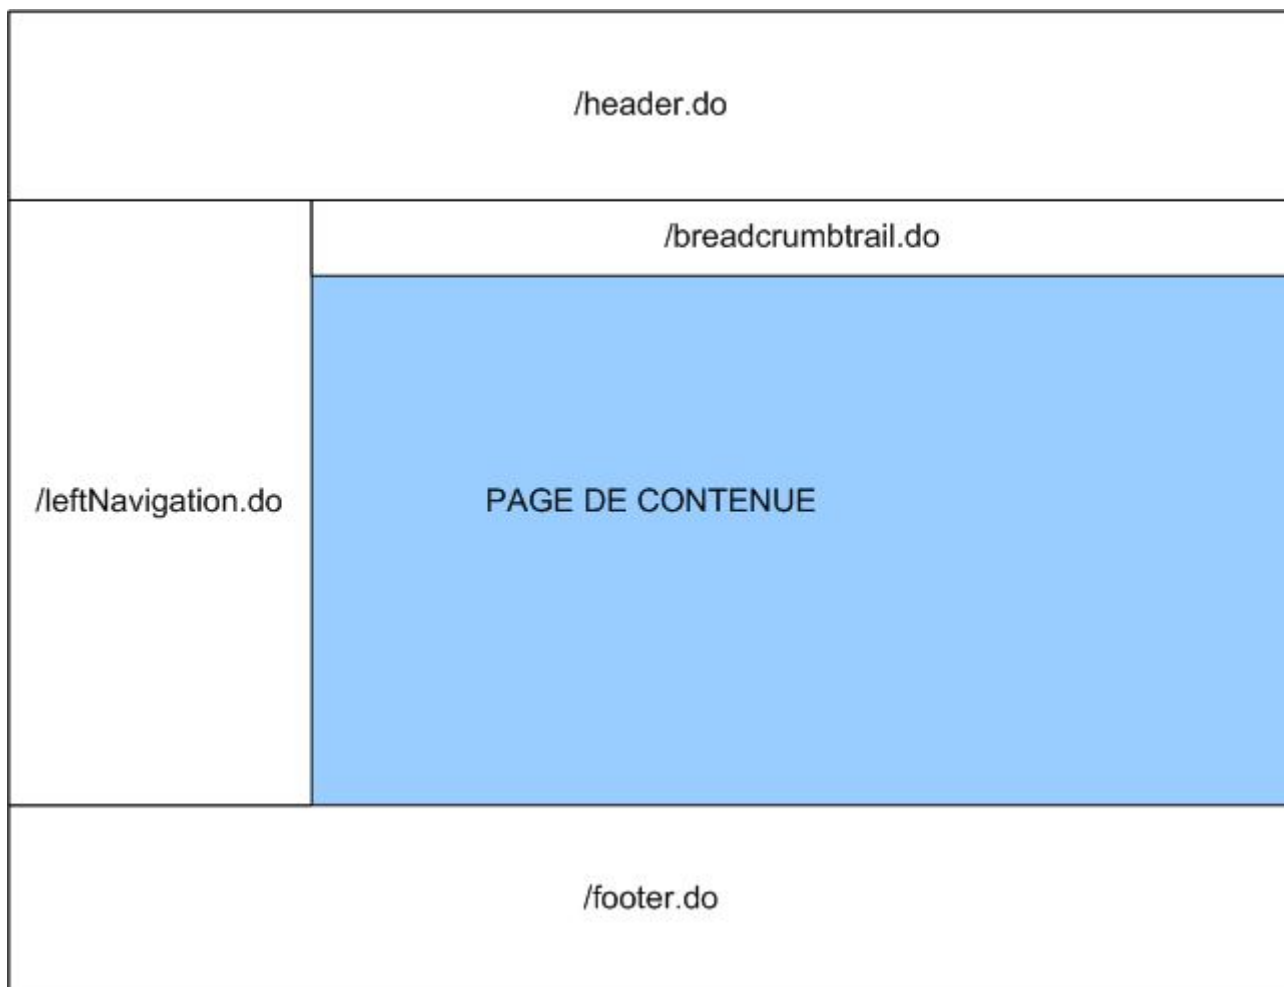 /header.do
/breadcrumbtrail.do
/leftNavigation.do
PAGE DE CONTENUE
/footer.do